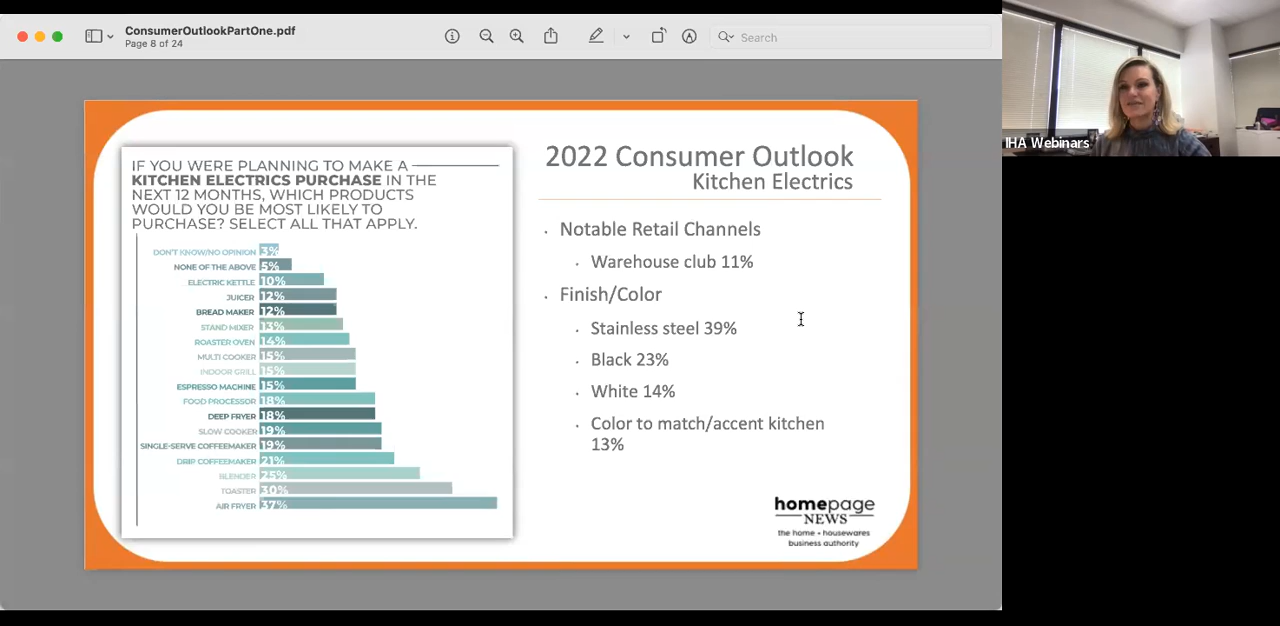 ConsumerOutlookPartOne.pdf
Page 8 of 24
Search
IHA Webinars
IF YOU WERE PLANNING TO MAKE A
KITCHEN ELECTRICS PURCHASE IN THE
NEXT 12 MONTHS, WHICH PRODUCTS
WOULD YOU BE MOST LIKELY TO
PURCHASE? SELECT ALL THAT APPLY.
DON'T KNOW/NO OPINION 3%
NONE OF THE ABOVE 5%
ELECTRIC KETTLE 10%
JUICER 12%
BREAD MAKER 12%
STAND MIXER 13%
ROASTER OVEN 14%
MULTI COOKER 15%
INDOOR GRILL 15%
ESPRESSO MACHINE 15%
FOOD PROCESSOR 18%
DEEP FRYER 18%
SLOW COOKER 19%
SINGLE-SERVE COFFEEMAKER 19%
DRIP COFFEEMAKER 21%
BLENDER 25%
TOASTER 30%
AIR FRYER 37%
2022 Consumer Outlook
Kitchen Electrics
· Notable Retail Channels
· Warehouse club 11%
· Finish/Color
· Stainless steel 39%
· Black 23%
· White 14%
· Color to match/accent kitchen
13%
homepage
NEWS
the home + housewares
business authority